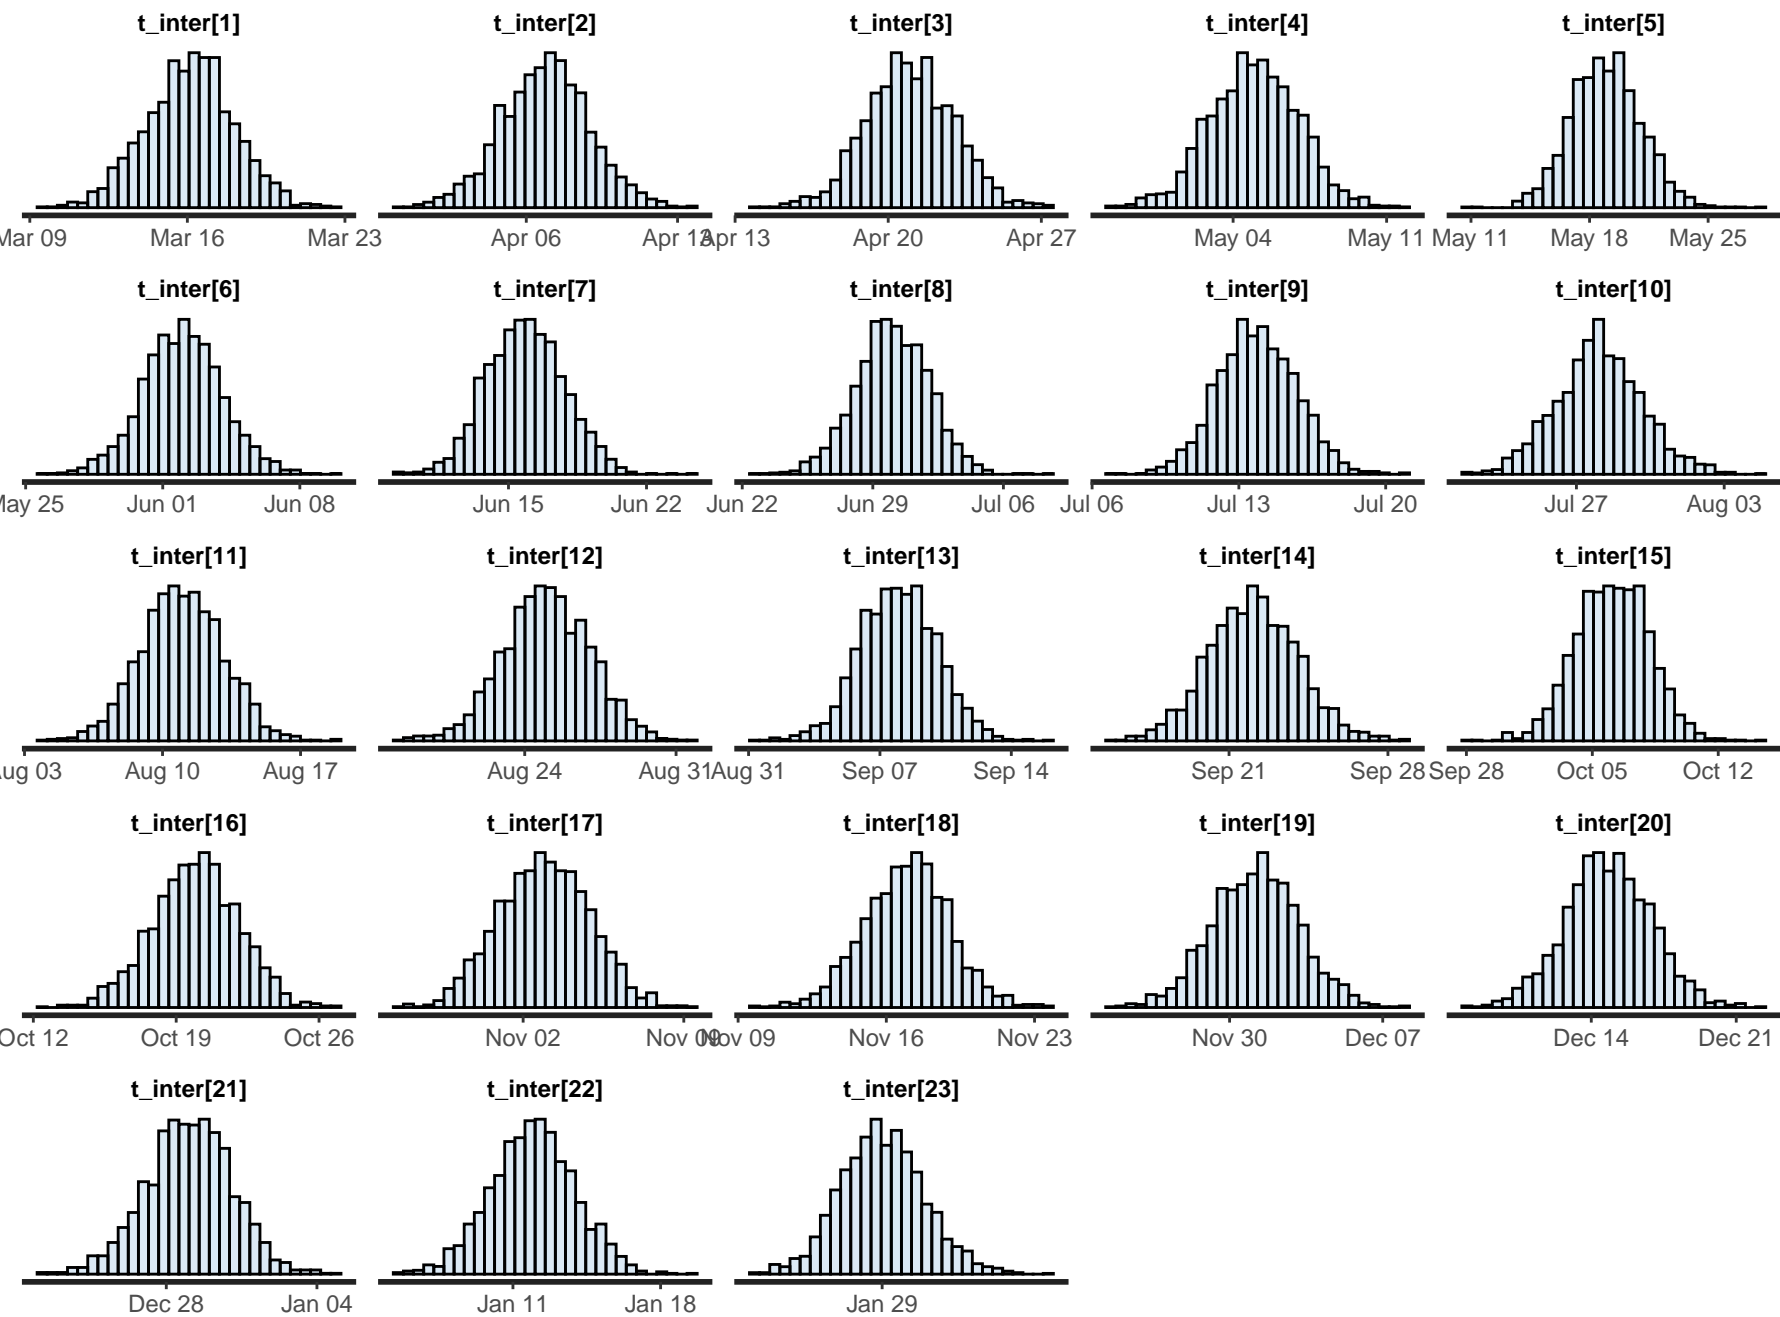 t_inter[1] t_inter[2] t_inter[3] t_inter[4] t_inter[5]
Mar 09 Mar 16 Mar 23 Apr 06 Apr 13 Apr 13 Apr 20 Apr 27 May 04 May 11 May 11 May 18 May 25
t_inter[6] t_inter[7] t_inter[8] t_inter[9] t_inter[10]
May 25 Jun 01 Jun 08 Jun 15 Jun 22 Jun 22 Jun 29 Jul 06 Jul 06 Jul 13 Jul 20 Jul 27 Aug 03
t_inter[11] t_inter[12] t_inter[13] t_inter[14] t_inter[15]
Aug 03 Aug 10 Aug 17 Aug 24 Aug 31 Aug 31 Sep 07 Sep 14 Sep 21 Sep 28 Sep 28 Oct 05 Oct 12
t_inter[16] t_inter[17] t_inter[18] t_inter[19] t_inter[20]
Oct 12 Oct 19 Oct 26 Nov 02 Nov 09 Nov 09 Nov 16 Nov 23 Nov 30 Dec 07 Dec 14 Dec 21
t_inter[21] t_inter[22] t_inter[23]
Dec 28 Jan 04 Jan 11 Jan 18 Jan 29